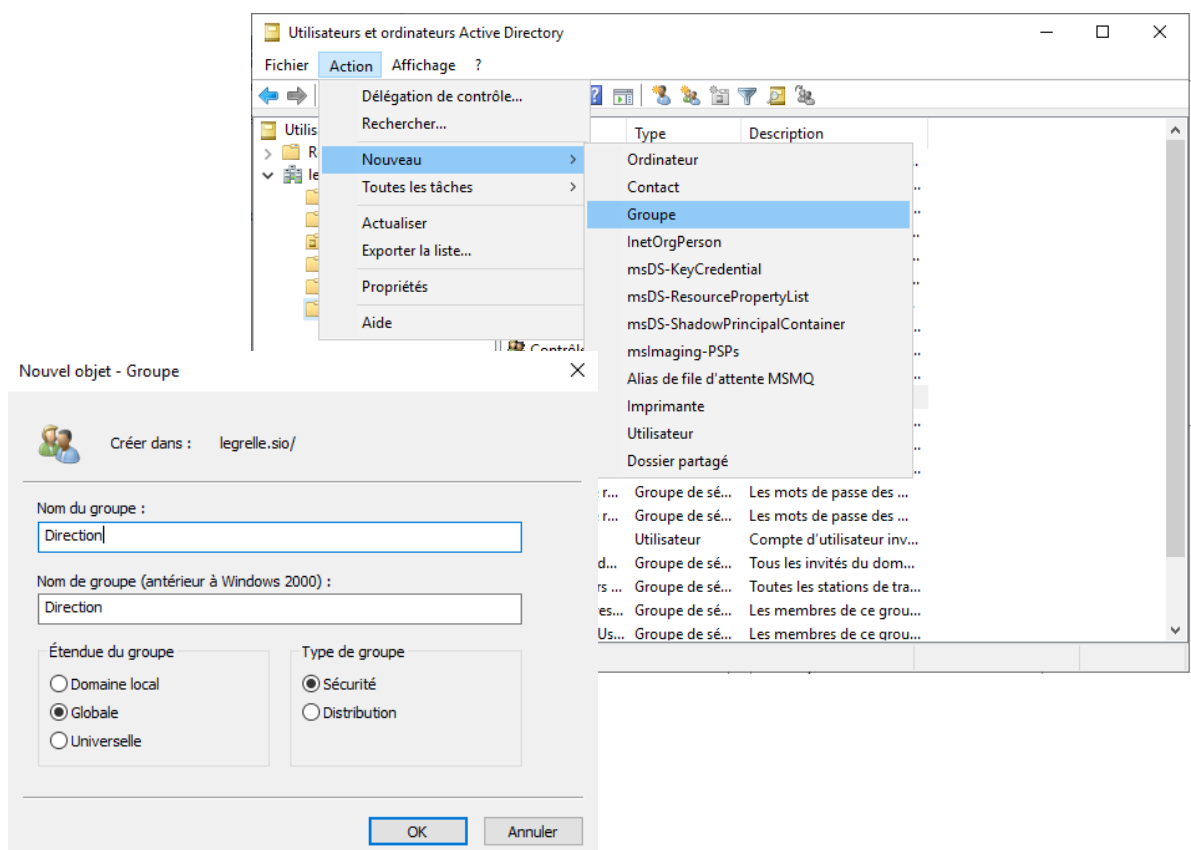 Utilisateurs et ordinateurs Active Directory
Fichier Action Affichage ?
Délégation de contrôle...
Rechercher...
Nouveau
Toutes les tâches
Actualiser
Exporter la liste...
Propriétés
Aide
Utilis
R
le
Type Description
Ordinateur
Contact
Groupe
InetOrgPerson
msDS-KeyCredential
msDS-ResourcePropertyList
msDS-ShadowPrincipalContainer
msImaging-PSPs
Alias de file d'attente MSMQ
Imprimante
Utilisateur
Dossier partagé
Contrôle
r... Groupe de sé... Les mots de passe des ...
r... Groupe de sé... Les mots de passe des ...
Utilisateur Compte d'utilisateur inv...
d... Groupe de sé... Tous les invités du dom...
rs ... Groupe de sé... Toutes les stations de tra...
es... Groupe de sé... Les membres de ce grou...
Us... Groupe de sé... Les membres de ce grou...
Nouvel objet - Groupe
Créer dans : legrelle.sio/
Nom du groupe :
Direction
Nom de groupe (antérieur à Windows 2000) :
Direction
Étendue du groupe
Domaine local
Globale
Universelle
Type de groupe
Sécurité
Distribution
OK Annuler